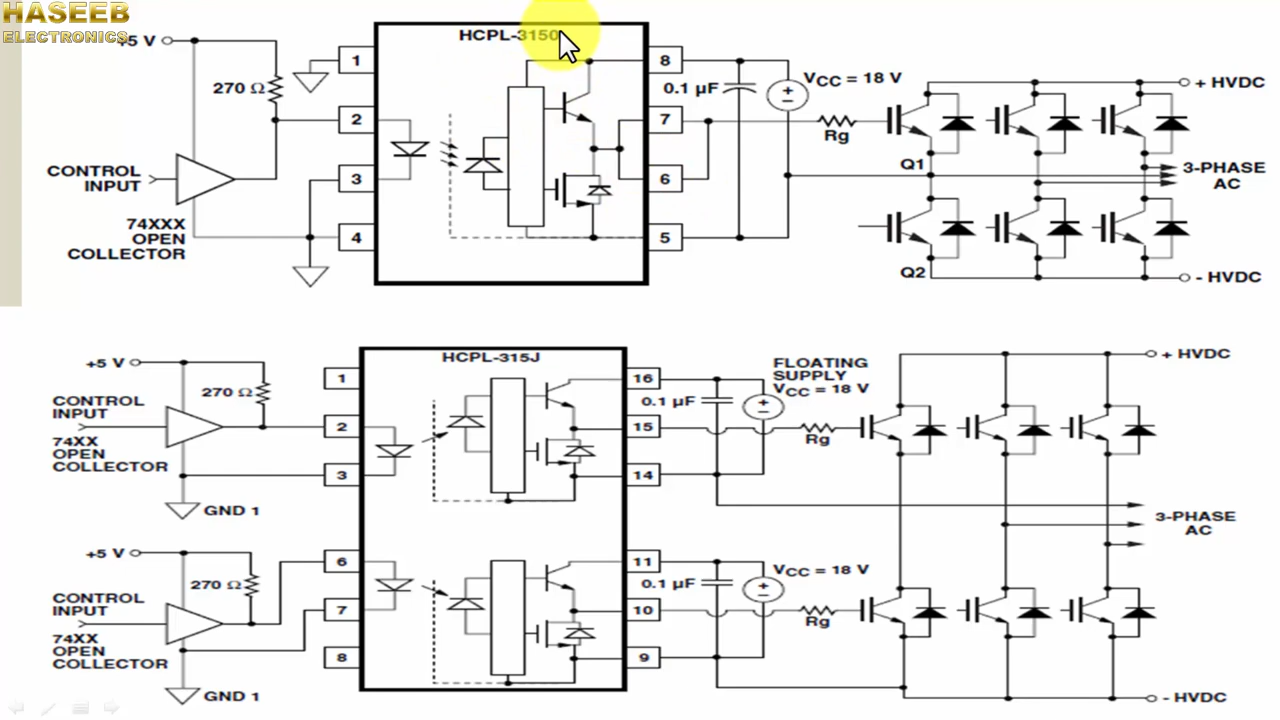 HASEEB
ELECTRONICS
+5 V
HCPL-3150
1
8
270 Ω
0.1 µF
VCC = 18 V
+ HVDC
2
7
Rg
CONTROL
INPUT
3
6
Q1
3-PHASE
AC
74XXX
OPEN
COLLECTOR
4
5
Q2
- HVDC
HCPL-315J
+5 V
1
16
FLOATING
SUPPLY
VCC = 18 V
+ HVDC
270 Ω
0.1 µF
CONTROL
INPUT
2
15
Rg
74XX
OPEN
COLLECTOR
3
14
GND 1
3-PHASE
AC
+5 V
6
11
VCC = 18 V
270 Ω
0.1 µF
CONTROL
INPUT
7
10
Rg
74XX
OPEN
COLLECTOR
8
9
GND 1
- HVDC